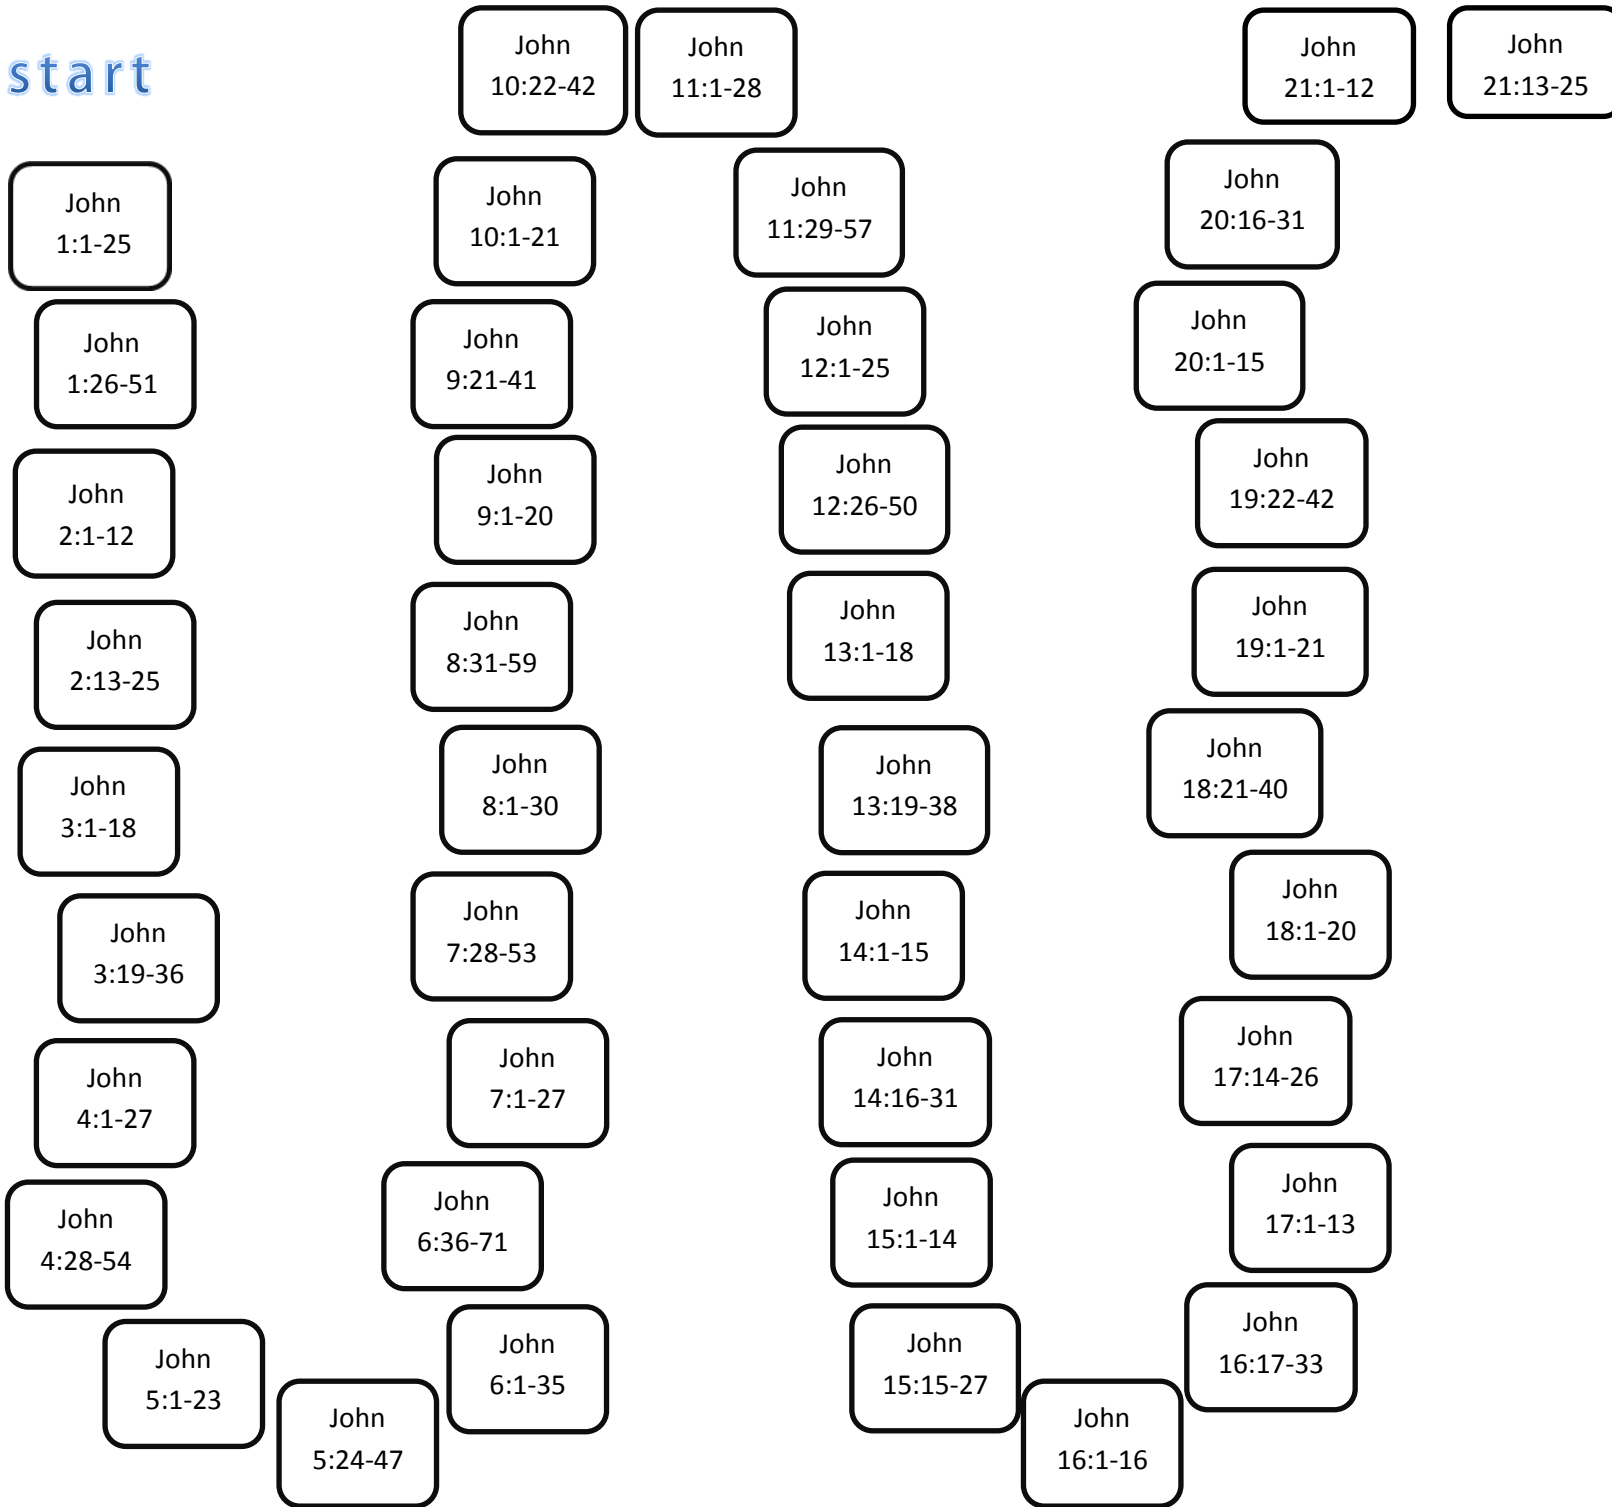 start
John
1:1-25
John
1:26-51
John
2:1-12
John
2:13-25
John
3:1-18
John
3:19-36
John
4:1-27
John
4:28-54
John
5:1-23
John
5:24-47
John
6:1-35
John
6:36-71
John
7:1-27
John
7:28-53
John
8:1-30
John
8:31-59
John
9:1-20
John
9:21-41
John
10:1-21
John
10:22-42
John
11:1-28
John
11:29-57
John
12:1-25
John
12:26-50
John
13:1-18
John
13:19-38
John
14:1-15
John
14:16-31
John
15:1-14
John
15:15-27
John
16:1-16
John
16:17-33
John
17:1-13
John
17:14-26
John
18:1-20
John
18:21-40
John
19:1-21
John
19:22-42
John
20:1-15
John
20:16-31
John
21:1-12
John
21:13-25